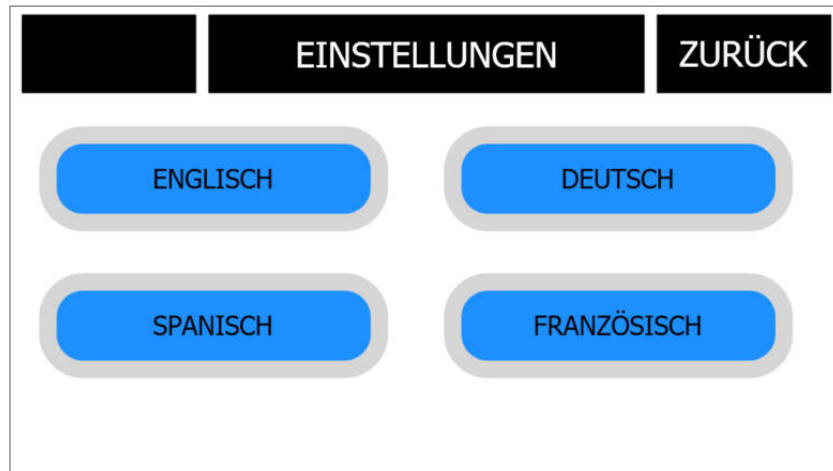 EINSTELLUNGEN ZURÜCK
ENGLISCH DEUTSCH
SPANISCH FRANZÖSISCH